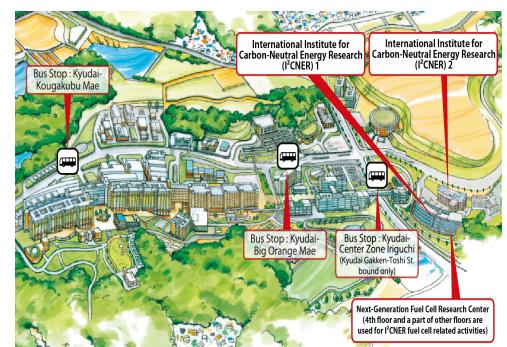 International Institute for
Carbon-Neutral Energy Research
(I²CNER) 1
International Institute for
Carbon-Neutral Energy Research
(I²CNER) 2
Bus Stop : Kyudai-
Kougakubu Mae
Bus Stop : Kyudai-
Big Orange Mae
Bus Stop : Kyudai-
Center Zone Iriguchi
(Kyudai Gakken-Toshi St.
bound only)
Next-Generation Fuel Cell Research Center
(4th floor and a part of other floors are
used for I²CNER fuel cell related activities)